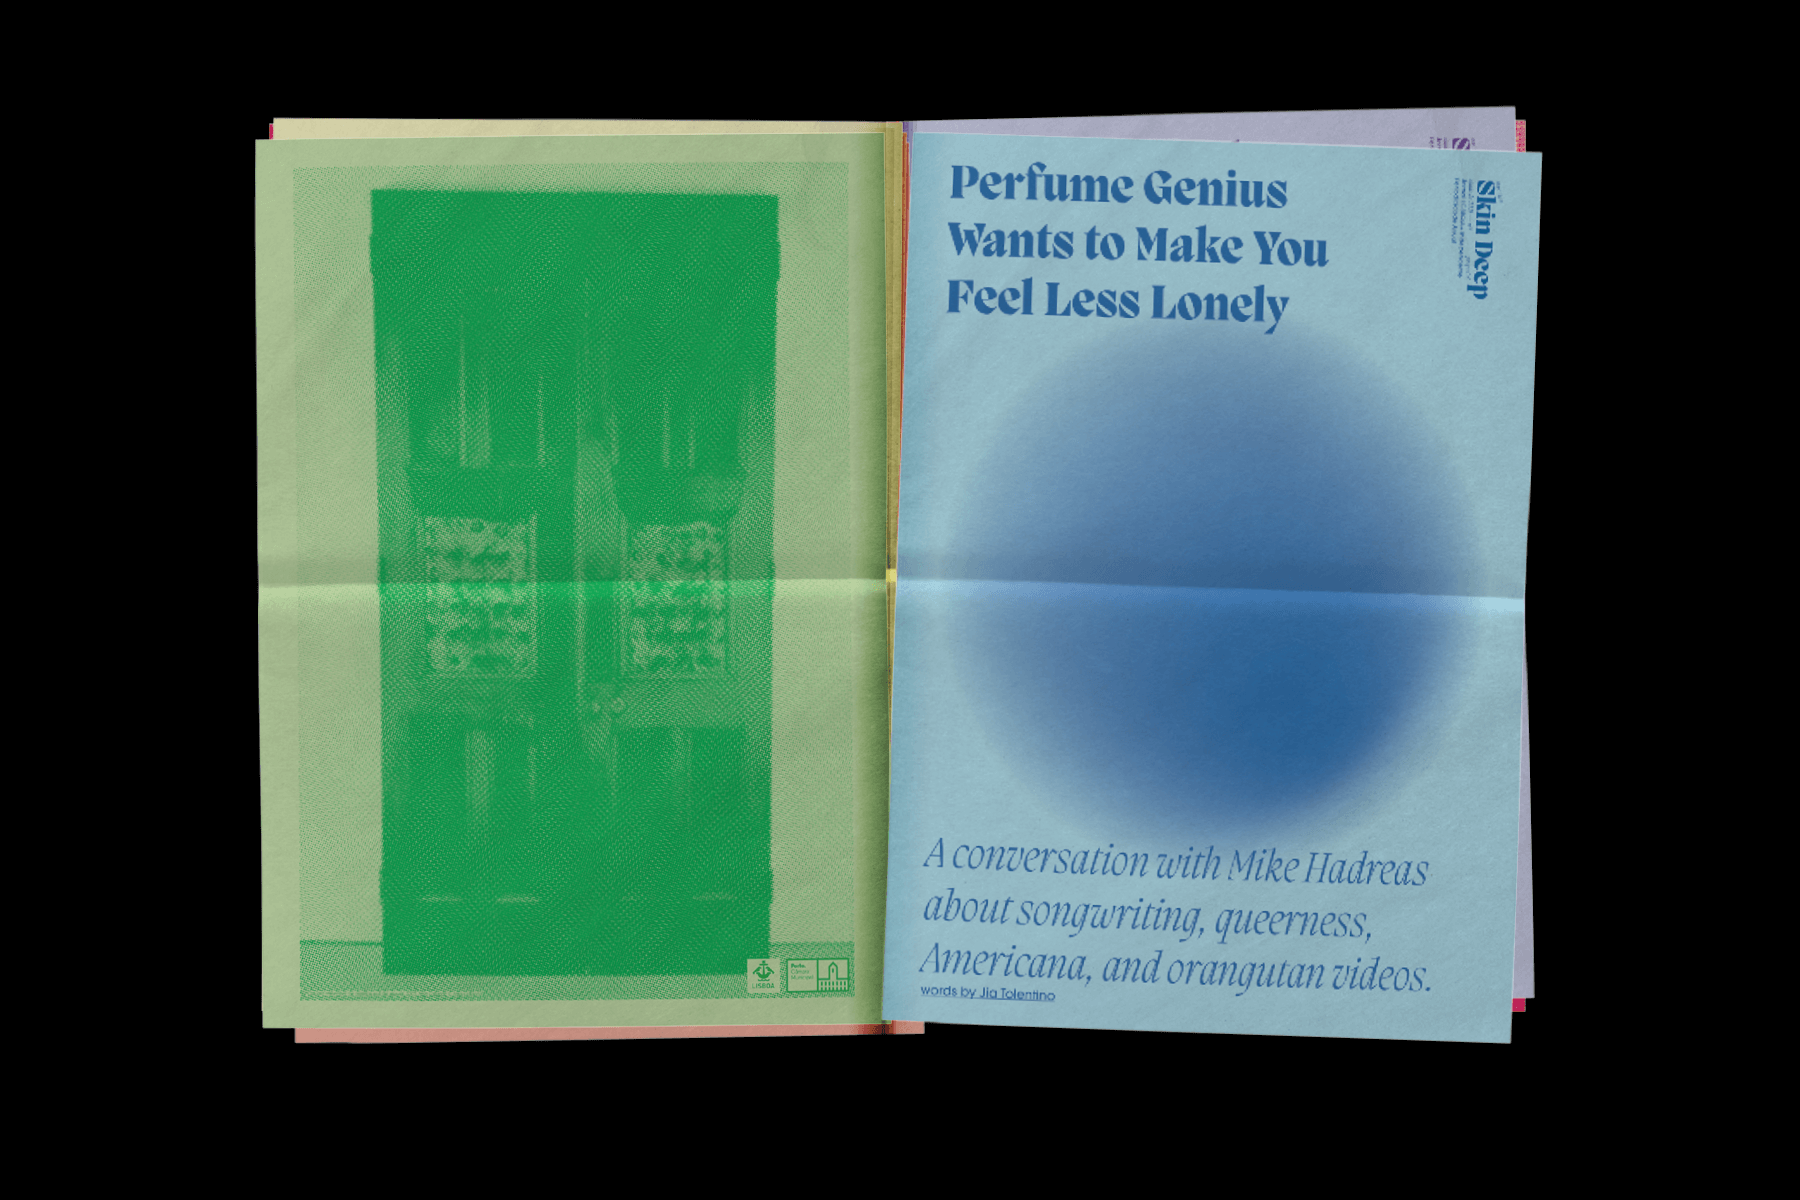 LISBOA
Perfume Genius
Wants to Make You
Feel Less Lonely
Skin Deep
A conversation with Mike Hadreas
about songwriting, queerness,
Americana, and orangutan videos.
words by Jia Tolentino